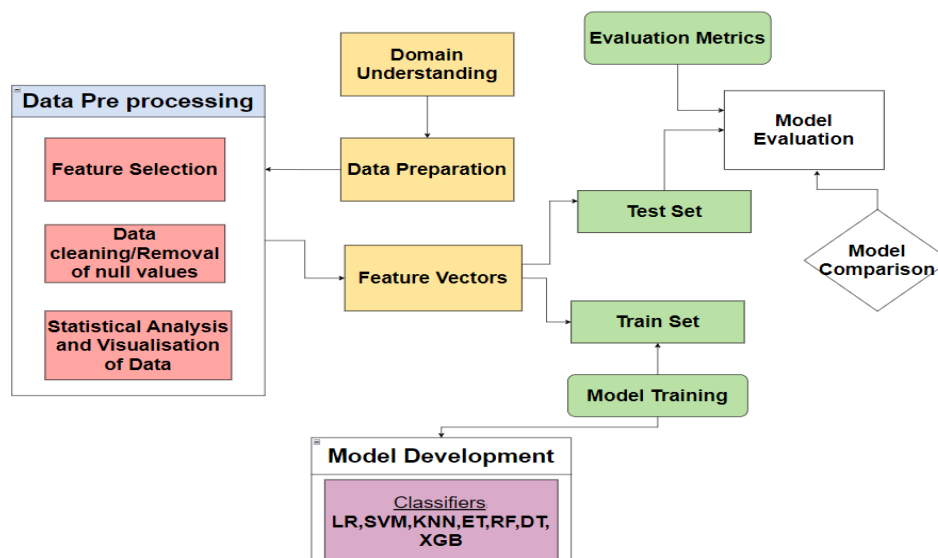 Evaluation Metrics
Domain
Understanding
Data Pre processing
Model
Evaluation
Feature Selection
Data Preparation
Test Set
Data
cleaning/Removal
of null values
Feature Vectors
Model
Comparison
Statistical Analysis
and Visualisation
of Data
Train Set
Model Training
Model Development
Classifiers
LR,SVM,KNN,ET,RF,DT,
XGB